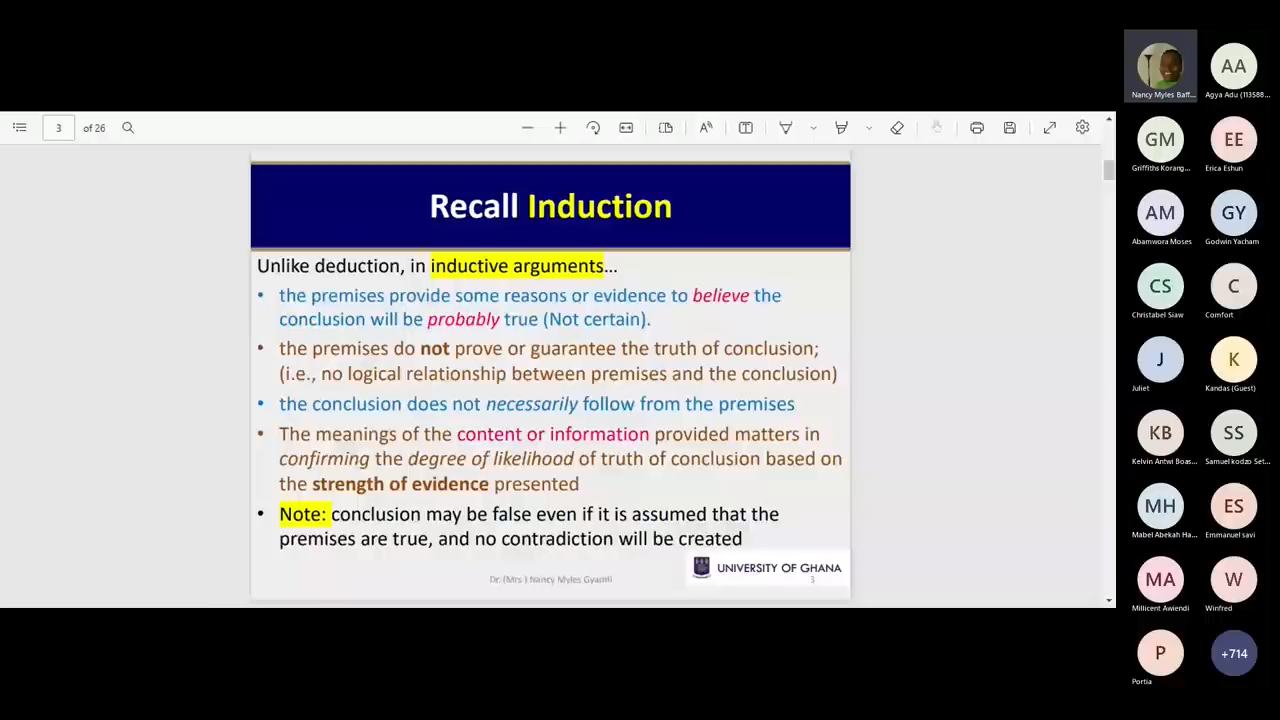 3 of 26
Recall Induction
Unlike deduction, in inductive arguments...
• the premises provide some reasons or evidence to believe the
conclusion will be probably true (Not certain).
• the premises do not prove or guarantee the truth of conclusion;
(i.e., no logical relationship between premises and the conclusion)
• the conclusion does not necessarily follow from the premises
• The meanings of the content or information provided matters in
confirming the degree of likelihood of truth of conclusion based on
the strength of evidence presented
• Note: conclusion may be false even if it is assumed that the
premises are true, and no contradiction will be created
UNIVERSITY OF GHANA
Dr. (Mrs.) Nancy Myles Gyamfi
3
AA
Nancy Myles Baff...
Agya Adu (113588...
GM
EE
Griffiths Korang...
Erica Eshun
AM
GY
Abamwora Moses
Godwin Yacham
CS
C
Christabel Siaw
Comfort
J
K
Juliet
Kandas (Guest)
KB
SS
Kelvin Antwi Boas...
Samuel kodzo Set...
MH
ES
Mabel Abekah Ha...
Emmanuel savi
MA
W
Millicent Awiendi
Winfred
P
+714
Portia